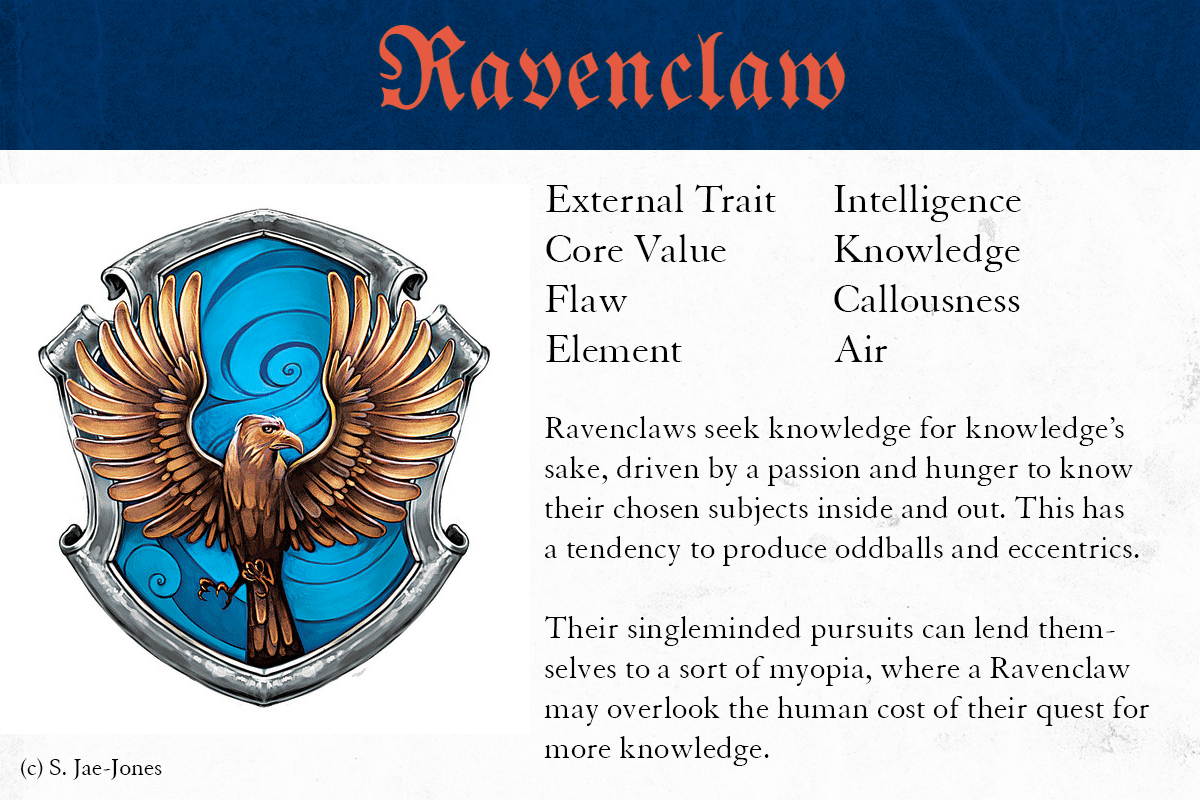 Ravenclaw
External Trait Intelligence
Core Value Knowledge
Flaw Callousness
Element Air
Ravenclaws seek knowledge for knowledge’s
sake, driven by a passion and hunger to know
their chosen subjects inside and out. This has
a tendency to produce oddballs and eccentrics.
Their singleminded pursuits can lend them-
selves to a sort of myopia, where a Ravenclaw
may overlook the human cost of their quest for
more knowledge.
(c) S. Jae-Jones